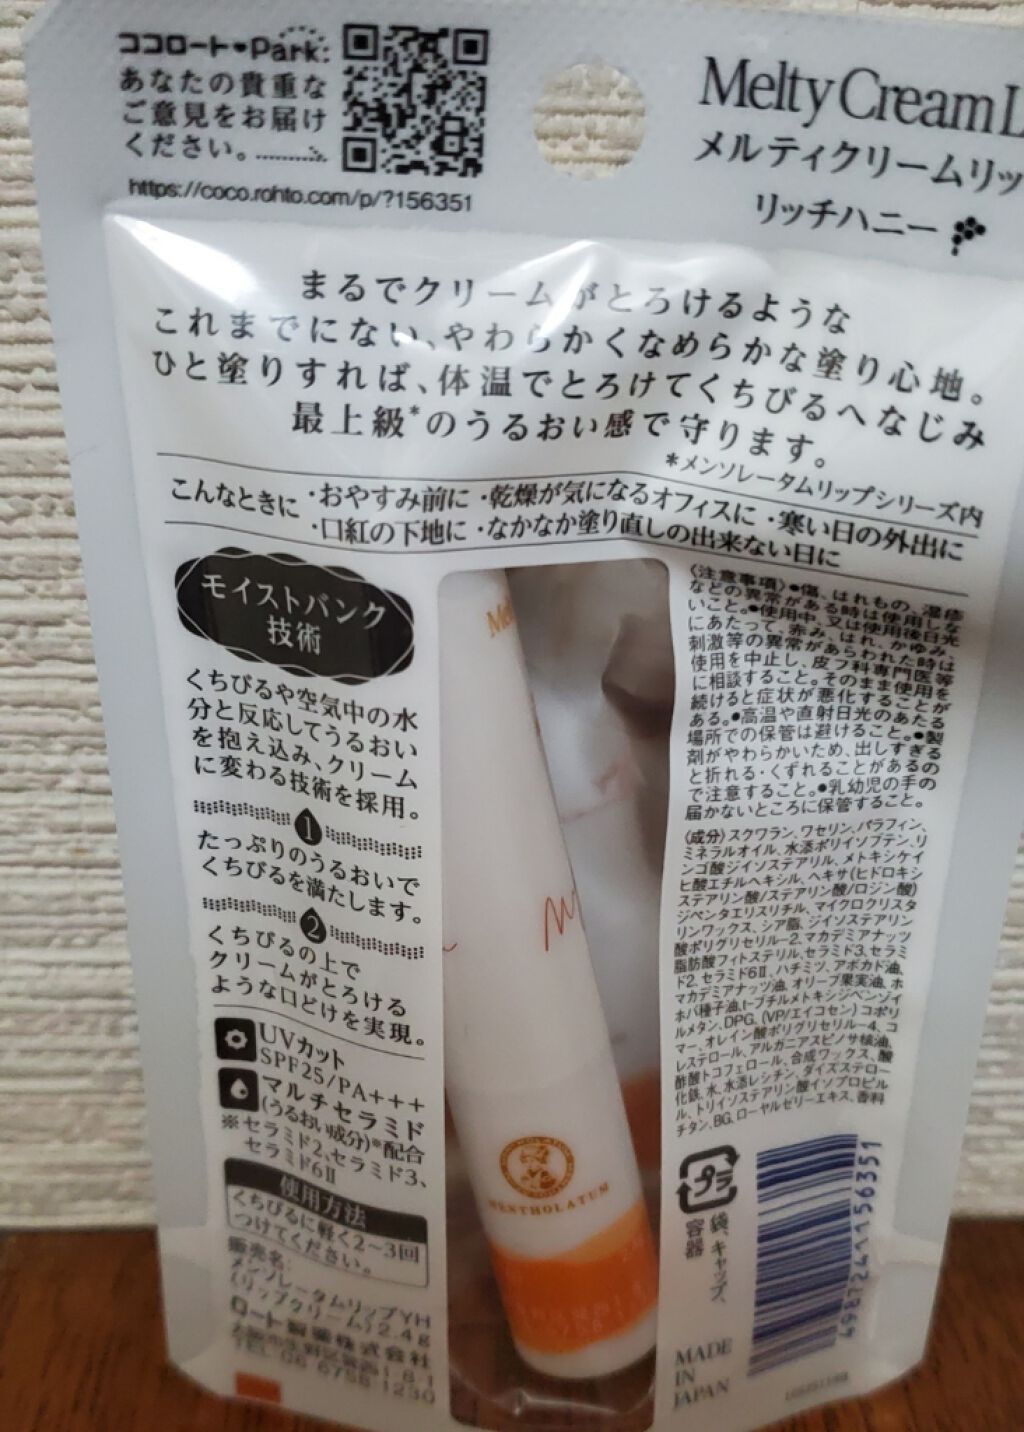 ココロート♥Park:
あなたの貴重な
ご意見をお届け
ください。
https://coco.rohto.com/p/?156351
Melty Cream L
メルティクリームリッ
リッチハニー
まるでクリームがとろけるような
これまでにない、やわらかくなめらかな塗り心地。
ひと塗りすれば、体温でとろけてくちびるへなじみ
最上級*のうるおい感で守ります。
*メンソレータムリップシリーズ内
こんなときに ・おやすみ前に ・乾燥が気になるオフィスに ・寒い日の外出に
・口紅の下地に ・なかなか塗り直しの出来ない日に
モイストバンク
技術
くちびるや空気中の水
分と反応してうるおい
を抱え込み、クリーム
に変わる技術を採用。
1
たっぷりのうるおいで
くちびるを満たします。
2
くちびるの上で
クリームがとろける
ような口どけを実現。
UVカット
SPF25/PA+++
マルチセラミド
(うるおい成分)※配合
※セラミド2、セラミド3、
セラミド6Ⅱ
使用方法
くちびるに軽く2〜3回
つけてください。
販売名:
メンソレータムリップYH
(リップクリーム) 2.4g
ロート製薬株式会社
大阪市生野区巽西1-8-1
TEL 06-6758-1230
MENTHOLATUM
〈注意事項〉●傷、はれもの、湿疹
などの異常がある時は使用しな
いこと。●使用中、又は使用後日光
にあたって、赤み、はれ、かゆみ、
刺激等の異常があらわれた時は
使用を中止し、皮フ科専門医等
に相談すること。そのまま使用を
続けると症状が悪化することが
ある。●高温や直射日光のあたる
場所での保管は避けること。●製
剤がやわらかいため、出しすぎる
と折れる・くずれることがあるの
で注意すること。●乳幼児の手の
届かないところに保管すること。
〈成分〉スクワラン、ワセリン、パラフィン、
ミネラルオイル、水添ポリイソブテン、リ
ンゴ酸ジイソステアリル、メトキシケイ
ヒ酸エチルヘキシル、ヘキサ(ヒドロキシ
ステアリン酸/ステアリン酸/ロジン酸)
ジペンタエリスリチル、マイクロクリスタ
リンワックス、シア脂、ジイソステアリン
酸ポリグリセリル-2、マカデミアナッツ
脂肪酸フィトステリル、セラミド3、セラミ
ド2、セラミド6Ⅱ、ハチミツ、アボカド油、
マカデミアナッツ油、オリーブ果実油、ホ
ホバ種子油、t-ブチルメトキシジベンゾイ
ルメタン、DPG、(VP/エイコセン)コポリ
マー、オレイン酸ポリグリセリル-4、コ
レステロール、アルガニアスピノサ核油、
酢酸トコフェロール、合成ワックス、酸
化鉄、水、水添レシチン、ダイズステロー
ル、トリイソステアリン酸イソプロピル
チタン、BG、ローヤルゼリーエキス、香料
プラ
袋、キャップ、
容器
4987241156351
MADE
IN
JAPAN